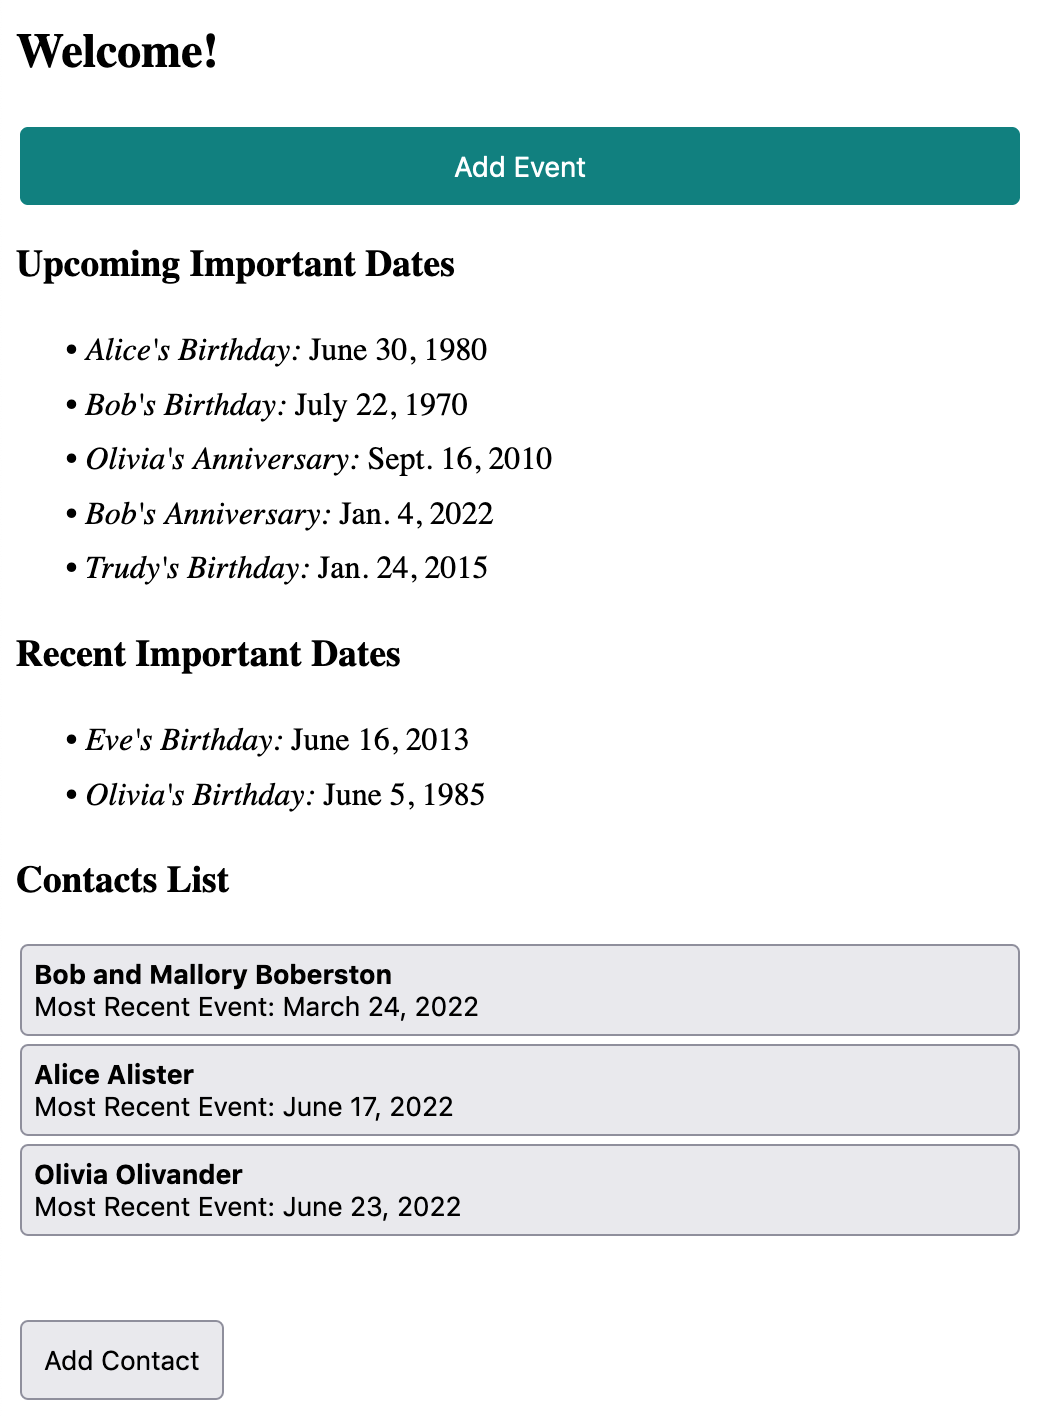 Welcome!
Add Event
Upcoming Important Dates
• Alice's Birthday: June 30, 1980
• Bob's Birthday: July 22, 1970
• Olivia's Anniversary: Sept. 16, 2010
• Bob's Anniversary: Jan. 4, 2022
• Trudy's Birthday: Jan. 24, 2015
Recent Important Dates
• Eve's Birthday: June 16, 2013
• Olivia's Birthday: June 5, 1985
Contacts List
Bob and Mallory Boberston
Most Recent Event: March 24, 2022
Alice Alister
Most Recent Event: June 17, 2022
Olivia Olivander
Most Recent Event: June 23, 2022
Add Contact